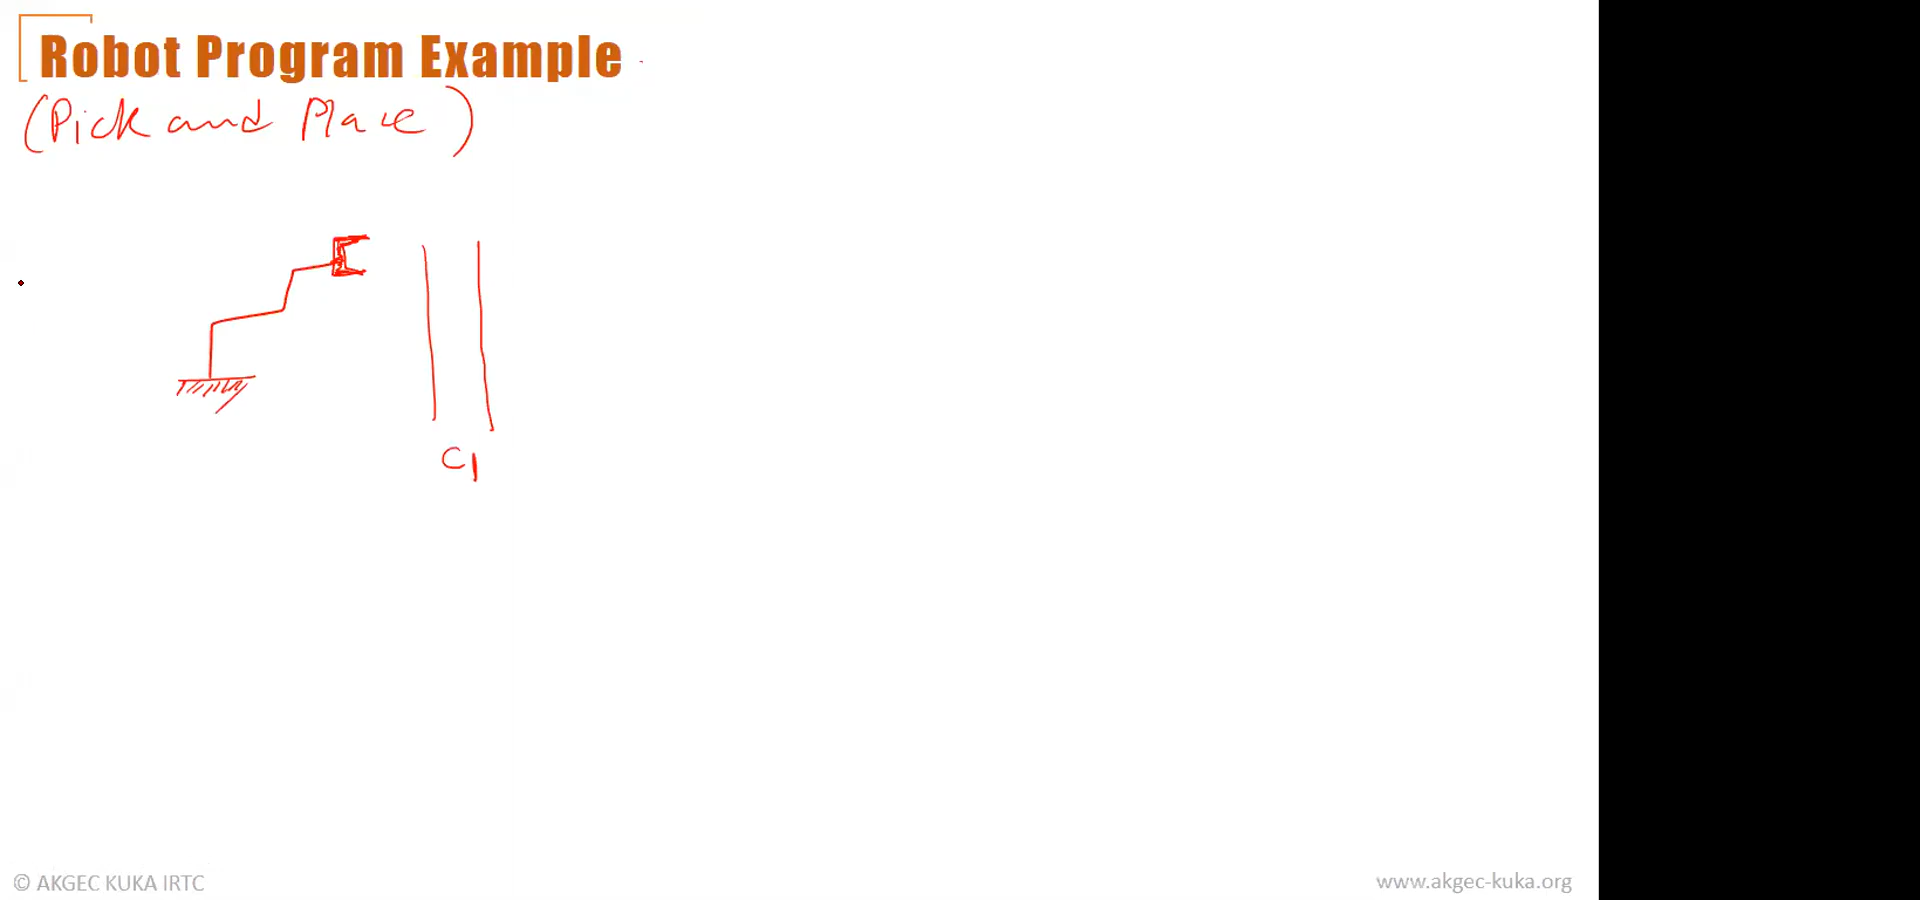 Robot Program Example
(Pick and Place)
C1
© AKGEC KUKA IRTC
www.akgec-kuka.org